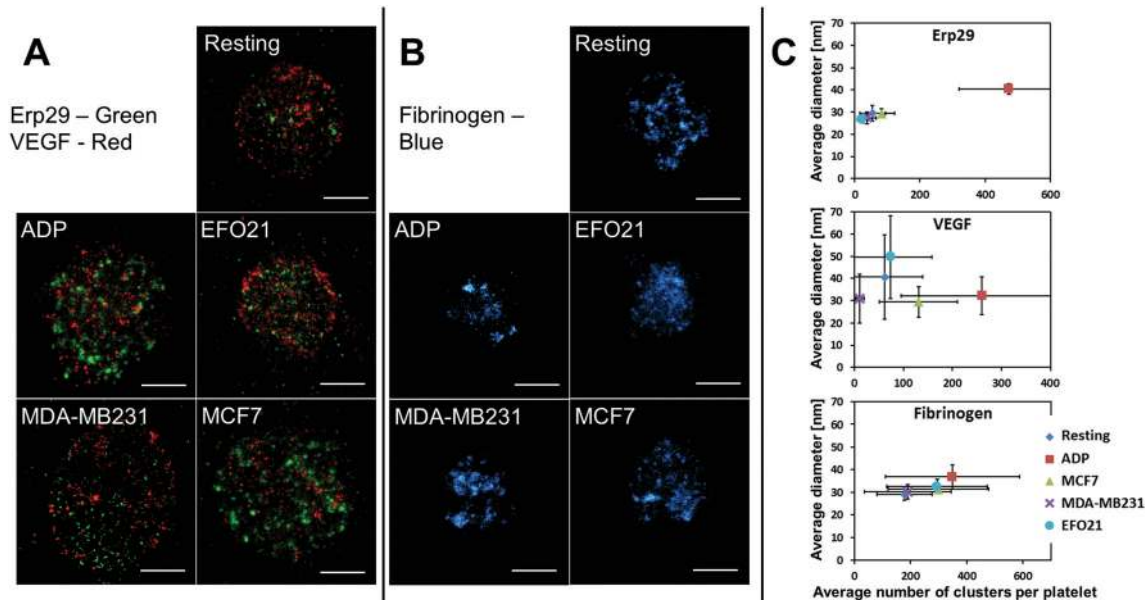 A
Resting
Erp29 – Green
VEGF - Red
ADP
EFO21
MDA-MB231
MCF7
B
Resting
Fibrinogen –
Blue
ADP
EFO21
MDA-MB231
MCF7
C
Erp29
Average diameter [nm]
70
60
50
40
30
20
10
0
0 200 400 600
VEGF
Average diameter [nm]
70
60
50
40
30
20
10
0
0 100 200 300 400
Fibrinogen
Average diameter [nm]
70
60
50
40
30
20
10
0
0 200 400 600 800
Resting
ADP
MCF7
MDA-MB231
EFO21
Average number of clusters per platelet